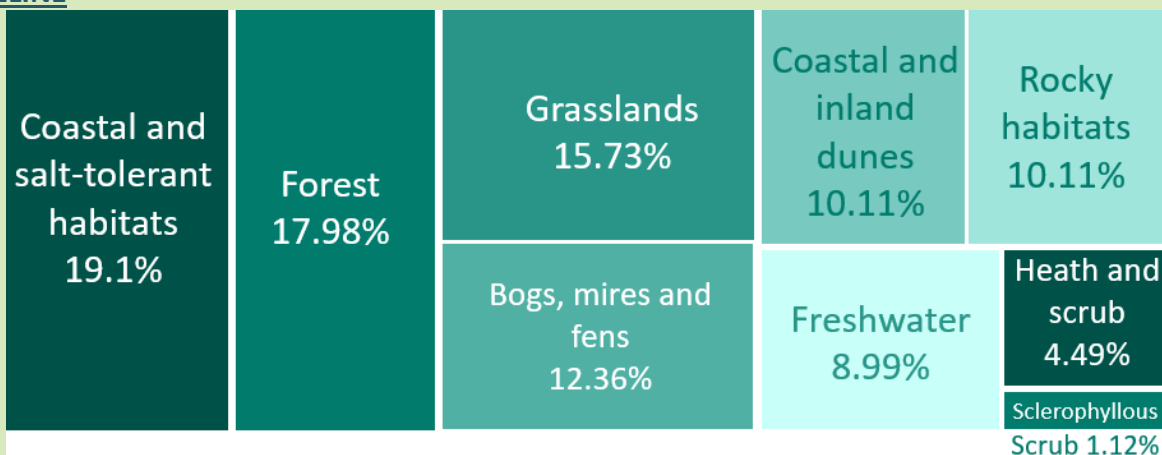 Coastal and
salt-tolerant
habitats
19.1%
Forest
17.98%
Grasslands
15.73%
Bogs, mires and
fens
12.36%
Coastal and
inland
dunes
10.11%
Rocky
habitats
10.11%
Freshwater
8.99%
Heath and
scrub
4.49%
Sclerophyllous
Scrub 1.12%